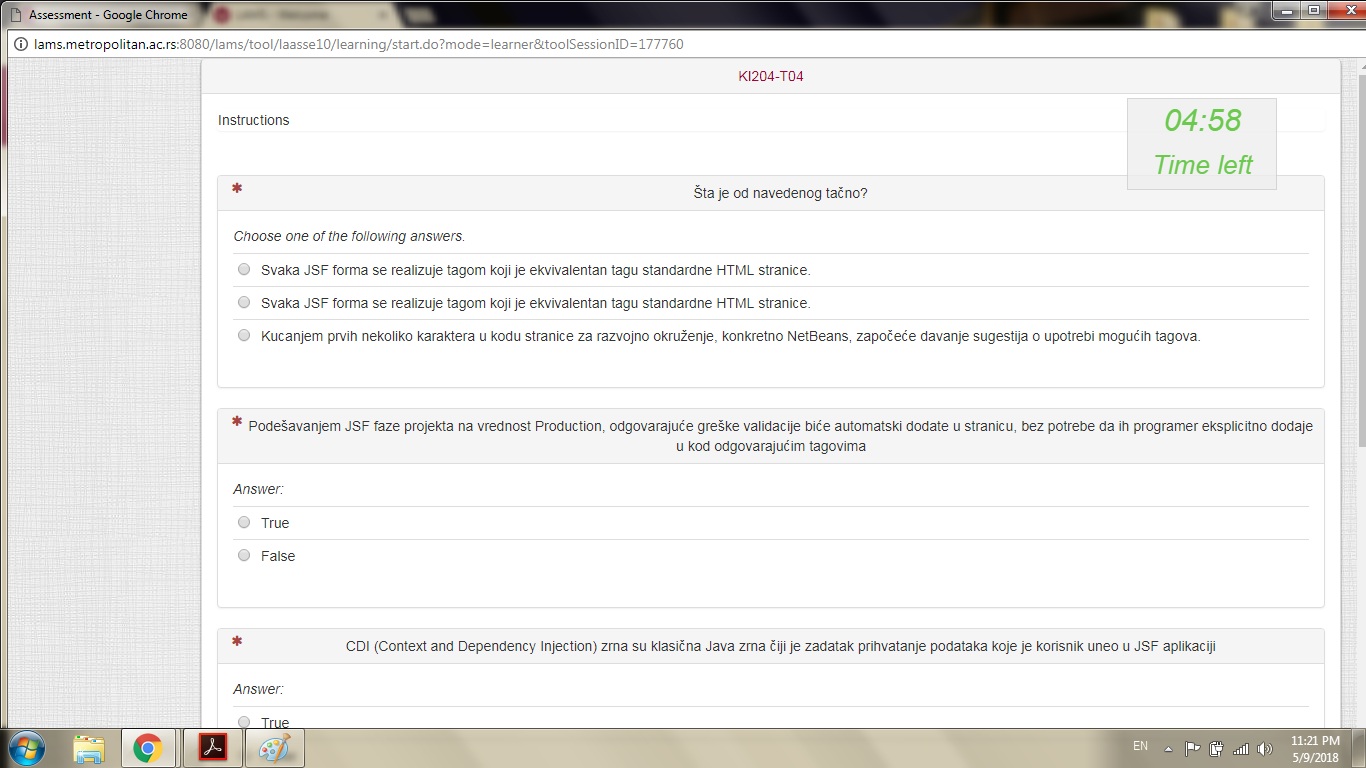 Assessment - Google Chrome
lams.metropolitan.ac.rs:8080/lams/tool/laasse10/learning/start.do?mode=learner&toolSessionID=177760
KI204-T04
Instructions
04:58
Time left
* Šta je od navedenog tačno?
Choose one of the following answers.
Svaka JSF forma se realizuje tagom koji je ekvivalentan tagu standardne HTML stranice.
Svaka JSF forma se realizuje tagom koji je ekvivalentan tagu standardne HTML stranice.
Kucanjem prvih nekoliko karaktera u kodu stranice za razvojno okruženje, konkretno NetBeans, započeće davanje sugestija o upotrebi mogućih tagova.
* Podešavanjem JSF faze projekta na vrednost Production, odgovarajuće greške validacije biće automatski dodate u stranicu, bez potrebe da ih programer eksplicitno dodaje
u kod odgovarajućim tagovima
Answer:
True
False
* CDI (Context and Dependency Injection) zrna su klasična Java zrna čiji je zadatak prihvatanje podataka koje je korisnik uneo u JSF aplikaciji
Answer:
True
EN
11:21 PM
5/9/2018